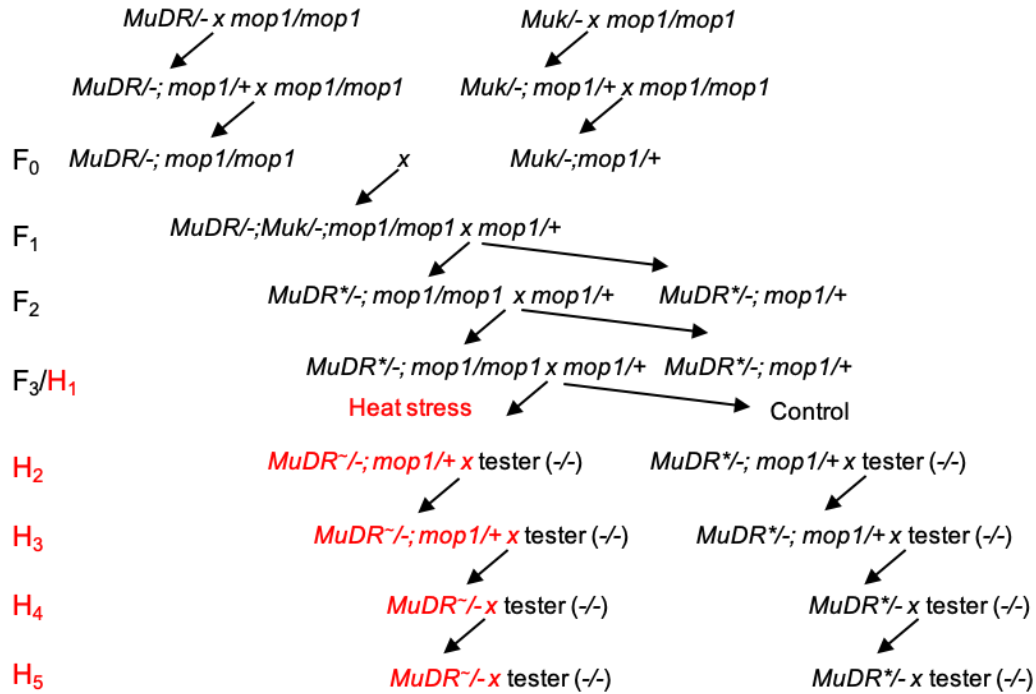 MuDR/- x mop1/mop1 Muk/- x mop1/mop1
MuDR/-; mop1/+ x mop1/mop1 Muk/-; mop1/+ x mop1/mop1
F0 MuDR/-; mop1/mop1 x Muk/-;mop1/+
F1 MuDR/-;Muk/-;mop1/mop1 x mop1/+
F2 MuDR*/-; mop1/mop1 x mop1/+ MuDR*/-; mop1/+
F3/H1 MuDR*/-; mop1/mop1 x mop1/+ MuDR*/-; mop1/+
Heat stress Control
H2 MuDR~/-; mop1/+ x tester (-/-) MuDR*/-; mop1/+ x tester (-/-)
H3 MuDR~/-; mop1/+ x tester (-/-) MuDR*/-; mop1/+ x tester (-/-)
H4 MuDR~/- x tester (-/-) MuDR*/- x tester (-/-)
H5 MuDR~/- x tester (-/-) MuDR*/- x tester (-/-)